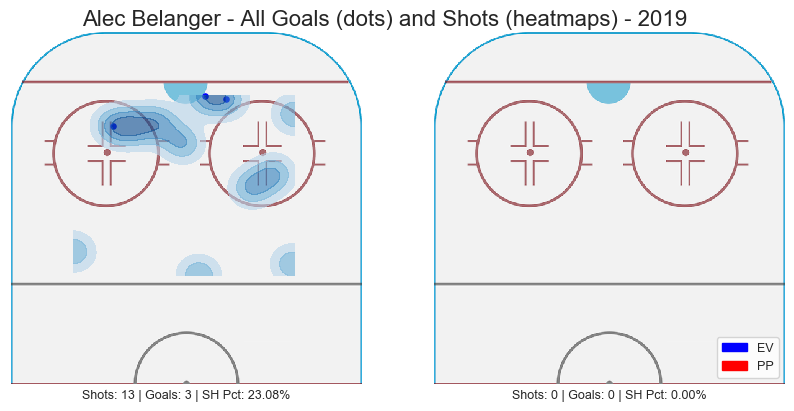 Alec Belanger - All Goals (dots) and Shots (heatmaps) - 2019
EV
PP
Shots: 13 | Goals: 3 | SH Pct: 23.08%
Shots: 0 | Goals: 0 | SH Pct: 0.00%